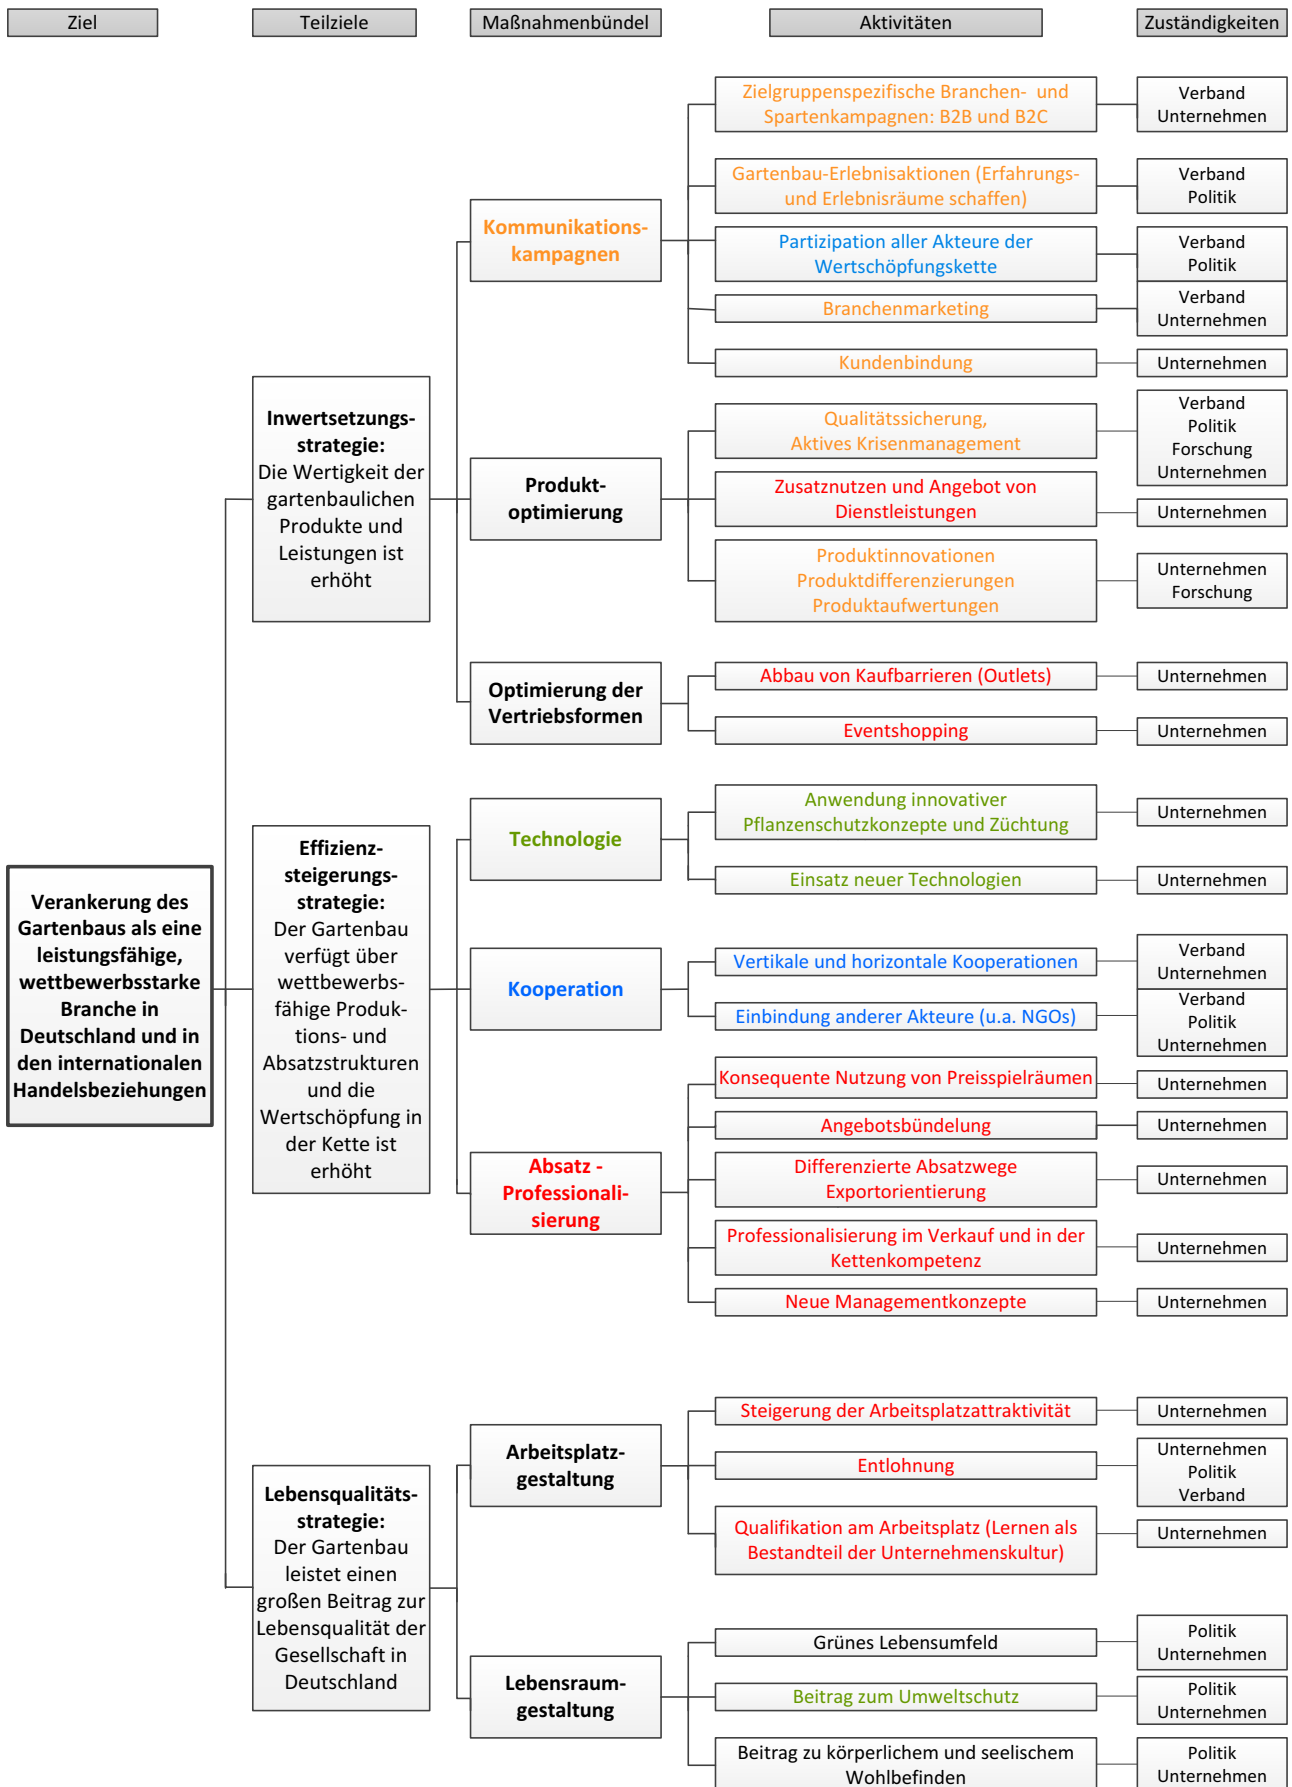 Ziel
Teilziele
Maßnahmenbündel
Aktivitäten
Zuständigkeiten
Verankerung des
Gartenbaus als eine
leistungsfähige,
wettbewerbsstarke
Branche in
Deutschland und in
den internationalen
Handelsbeziehungen
Inwertsetzungs-
strategie:
Die Wertigkeit der
gartenbaulichen
Produkte und
Leistungen ist
erhöht
Kommunikations-
kampagnen
Zielgruppenspezifische Branchen- und
Spartenkampagnen: B2B und B2C
Verband
Unternehmen
Gartenbau-Erlebnisaktionen (Erfahrungs-
und Erlebnisräume schaffen)
Verband
Politik
Partizipation aller Akteure der
Wertschöpfungskette
Verband
Politik
Branchenmarketing
Verband
Unternehmen
Kundenbindung
Unternehmen
Produkt-
optimierung
Qualitätssicherung,
Aktives Krisenmanagement
Verband
Politik
Forschung
Unternehmen
Zusatznutzen und Angebot von
Dienstleistungen
Unternehmen
Produktinnovationen
Produktdifferenzierungen
Produktaufwertungen
Unternehmen
Forschung
Optimierung der
Vertriebsformen
Abbau von Kaufbarrieren (Outlets)
Unternehmen
Eventshopping
Unternehmen
Effizienz-
steigerungs-
strategie:
Der Gartenbau
verfügt über
wettbewerbs-
fähige Produk-
tions- und
Absatzstrukturen
und die
Wertschöpfung in
der Kette ist
erhöht
Technologie
Anwendung innovativer
Pflanzenschutzkonzepte und Züchtung
Unternehmen
Einsatz neuer Technologien
Unternehmen
Kooperation
Vertikale und horizontale Kooperationen
Verband
Unternehmen
Einbindung anderer Akteure (u.a. NGOs)
Verband
Politik
Unternehmen
Absatz -
Professionali-
sierung
Konsequente Nutzung von Preisspielräumen
Unternehmen
Angebotsbündelung
Unternehmen
Differenzierte Absatzwege
Exportorientierung
Unternehmen
Professionalisierung im Verkauf und in der
Kettenkompetenz
Unternehmen
Neue Managementkonzepte
Unternehmen
Lebensqualitäts-
strategie:
Der Gartenbau
leistet einen
großen Beitrag zur
Lebensqualität der
Gesellschaft in
Deutschland
Arbeitsplatz-
gestaltung
Steigerung der Arbeitsplatzattraktivität
Unternehmen
Entlohnung
Unternehmen
Politik
Verband
Qualifikation am Arbeitsplatz (Lernen als
Bestandteil der Unternehmenskultur)
Unternehmen
Lebensraum-
gestaltung
Grünes Lebensumfeld
Politik
Unternehmen
Beitrag zum Umweltschutz
Politik
Unternehmen
Beitrag zu körperlichem und seelischem
Wohlbefinden
Politik
Unternehmen